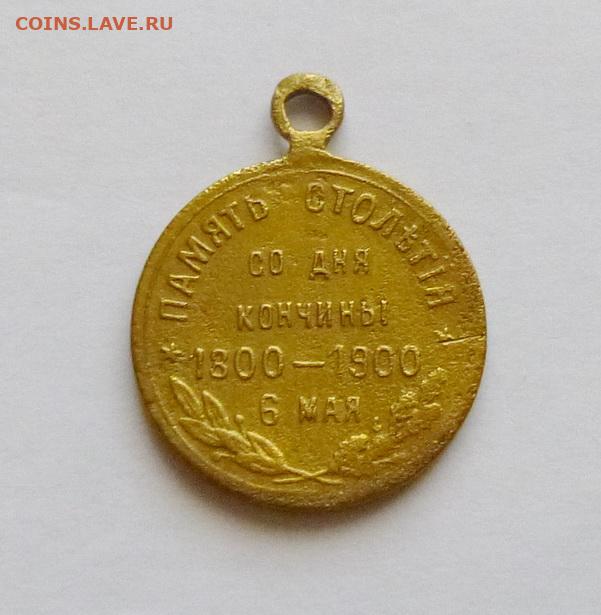 COINS.LAVE.RU
* ПАМЯТЬ СТОЛѢТІЯ *
СО ДНЯ
КОНЧИНЫ
1800—1900
6 МАЯ